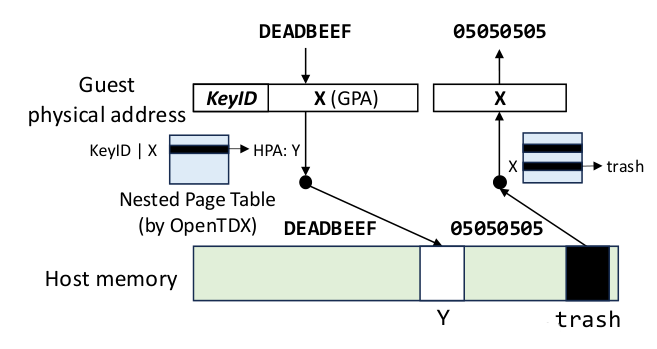 DEADBEEF 05050505
Guest
physical address
KeyID X (GPA) X
KeyID | X HPA: Y X trash
Nested Page Table
(by OpenTDX)
DEADBEEF 05050505
Host memory
Y trash